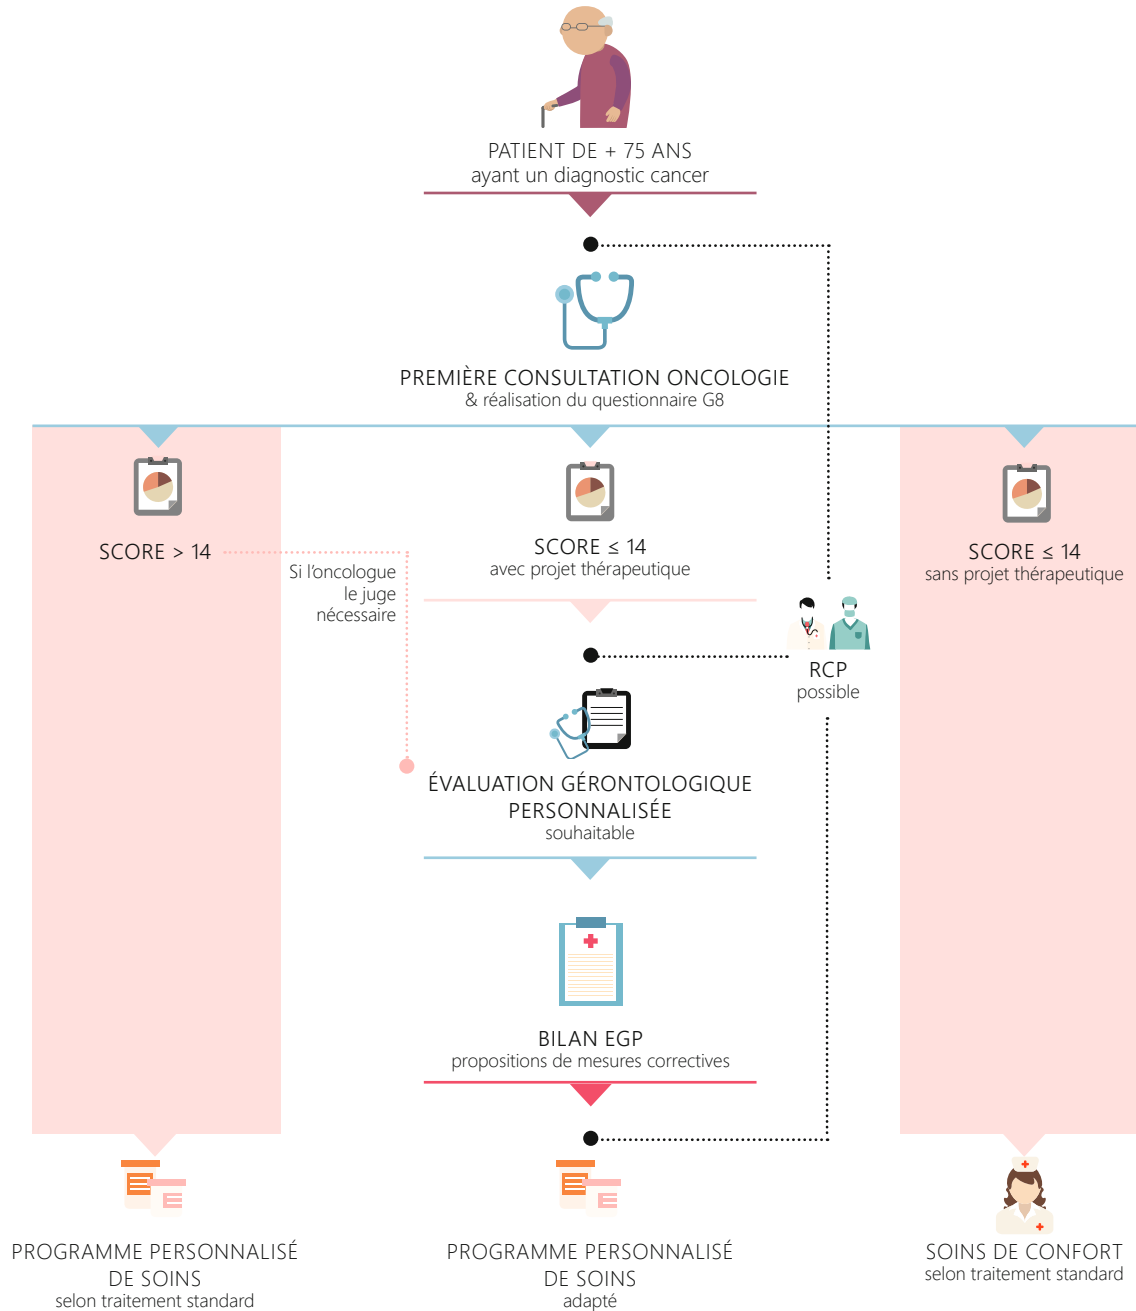 PATIENT DE + 75 ANS
ayant un diagnostic cancer
PREMIÈRE CONSULTATION ONCOLOGIE
& réalisation du questionnaire G8
SCORE > 14
Si l'oncologue
le juge
nécessaire
SCORE ≤ 14
avec projet thérapeutique
SCORE ≤ 14
sans projet thérapeutique
RCP
possible
ÉVALUATION GÉRONTOLOGIQUE
PERSONNALISÉE
souhaitable
BILAN EGP
propositions de mesures correctives
PROGRAMME PERSONNALISÉ
DE SOINS
selon traitement standard
PROGRAMME PERSONNALISÉ
DE SOINS
adapté
SOINS DE CONFORT
selon traitement standard